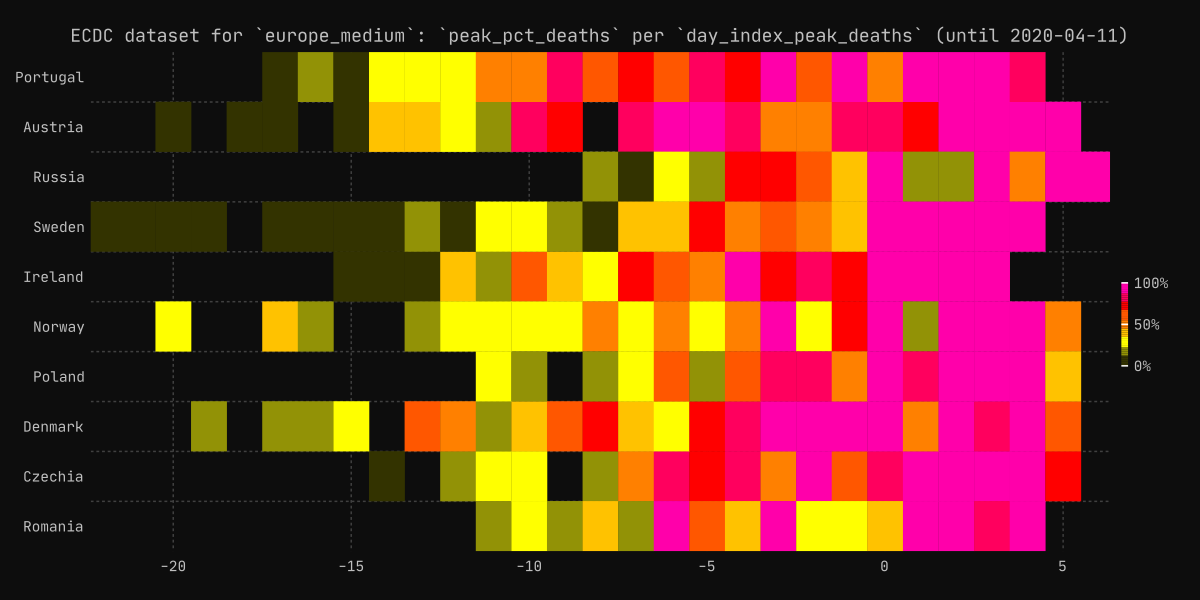 ECDC dataset for `europe_medium`: `peak_pct_deaths` per `day_index_peak_deaths` (until 2020-04-11)
Portugal
Austria
Russia
Sweden
Ireland
Norway
Poland
Denmark
Czechia
Romania
100%
50%
0%
-20 -15 -10 -5 0 5